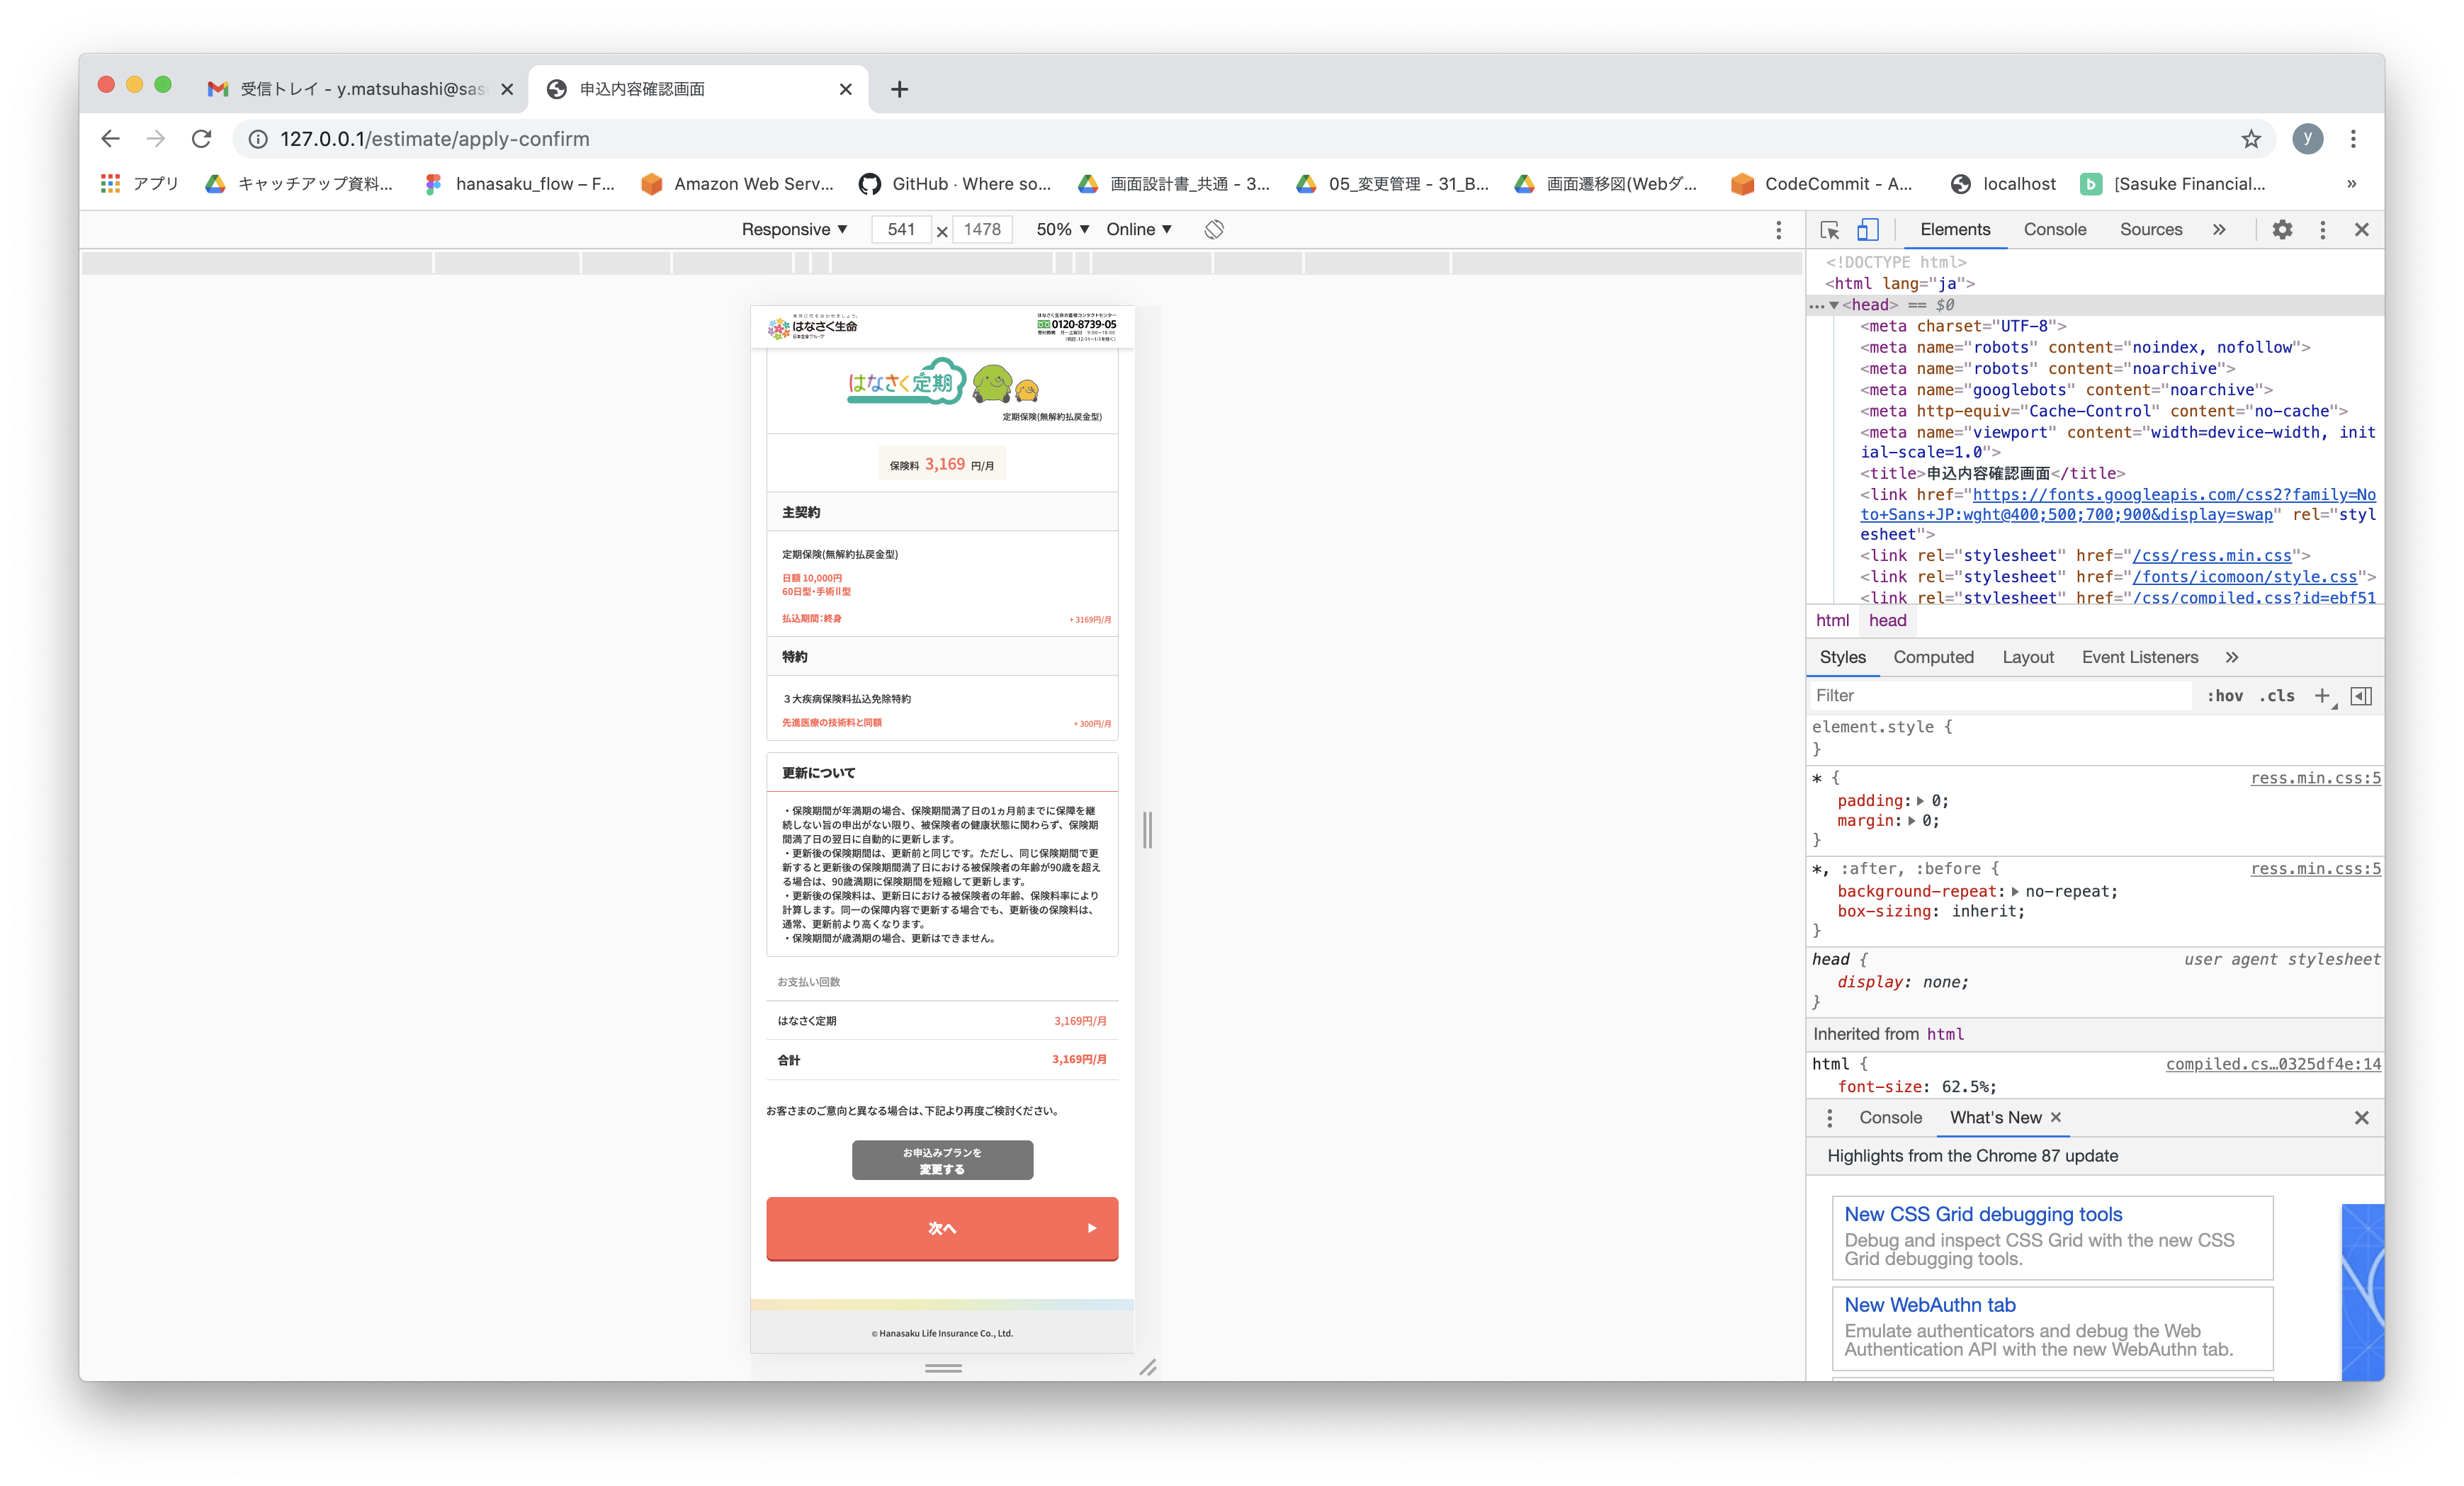 受信トレイ - y.matsuhashi@sas
申込内容確認画面
127.0.0.1/estimate/apply-confirm
y
アプリ
キャッチアップ資料...
hanasaku_flow – F...
Amazon Web Serv...
GitHub · Where so...
画面設計書_共通 - 3...
05_変更管理 - 31_B...
画面遷移図(Webダ...
CodeCommit - A...
localhost
[Sasuke Financial...
»
Responsive ▼
541 × 1478
50% ▼
Online ▼
Elements
Console
Sources
»
はなさく生命
日本生命グループ
はなさく生命お客様コンタクトセンター
0120-8739-05
はなさく定期
定期保険(無解約払戻金型)
保険料 3,169 円/月
主契約
定期保険(無解約払戻金型)
日額 10,000円
60日型・手術II型
払込期間：終身
+ 3169円/月
特約
３大疾病保険料払込免除特約
先進医療の技術料と同額
+ 300円/月
更新について
・保険期間が年満期の場合、保険期間満了日の1ヵ月前までに保障を継
続しない旨の申出がない限り、被保険者の健康状態に関わらず、保険期
間満了日の翌日に自動的に更新します。
・更新後の保険期間は、更新前と同じです。ただし、同じ保険期間で更
新すると更新後の保険期間満了日における被保険者の年齢が90歳を超え
る場合は、90歳満期に保険期間を短縮して更新します。
・更新後の保険料は、更新日における被保険者の年齢、保険料率により
計算します。同一の保障内容で更新する場合でも、更新後の保険料は、
通常、更新前より高くなります。
・保険期間が歳満期の場合、更新はできません。
お支払い回数
はなさく定期
3,169円/月
合計
3,169円/月
お客さまのご意向と異なる場合は、下記より再度ご検討ください。
お申込みプランを
変更する
次へ
© Hanasaku Life Insurance Co., Ltd.
<!DOCTYPE html>
<html lang="ja">
...▼<head> == $0
<meta charset="UTF-8">
<meta name="robots" content="noindex, nofollow">
<meta name="robots" content="noarchive">
<meta name="googlebots" content="noarchive">
<meta http-equiv="Cache-Control" content="no-cache">
<meta name="viewport" content="width=device-width, init
ial-scale=1.0">
<title>申込内容確認画面</title>
<link href="https://fonts.googleapis.com/css2?family=No
to+Sans+JP:wght@400;500;700;900&display=swap" rel="styl
esheet">
<link rel="stylesheet" href="/css/ress.min.css">
<link rel="stylesheet" href="/fonts/icomoon/style.css">
<link rel="stylesheet" href="/css/compiled.css?id=ebf51
html head
Styles
Computed
Layout
Event Listeners
»
Filter
:hov .cls +
element.style {
}
* {
ress.min.css:5
padding: ▶ 0;
margin: ▶ 0;
}
*, :after, :before {
ress.min.css:5
background-repeat: ▶ no-repeat;
box-sizing: inherit;
}
head {
user agent stylesheet
display: none;
}
Inherited from html
html {
compiled.cs…0325df4e:14
font-size: 62.5%;
Console
What's New
Highlights from the Chrome 87 update
New CSS Grid debugging tools
Debug and inspect CSS Grid with the new CSS
Grid debugging tools.
New WebAuthn tab
Emulate authenticators and debug the Web
Authentication API with the new WebAuthn tab.